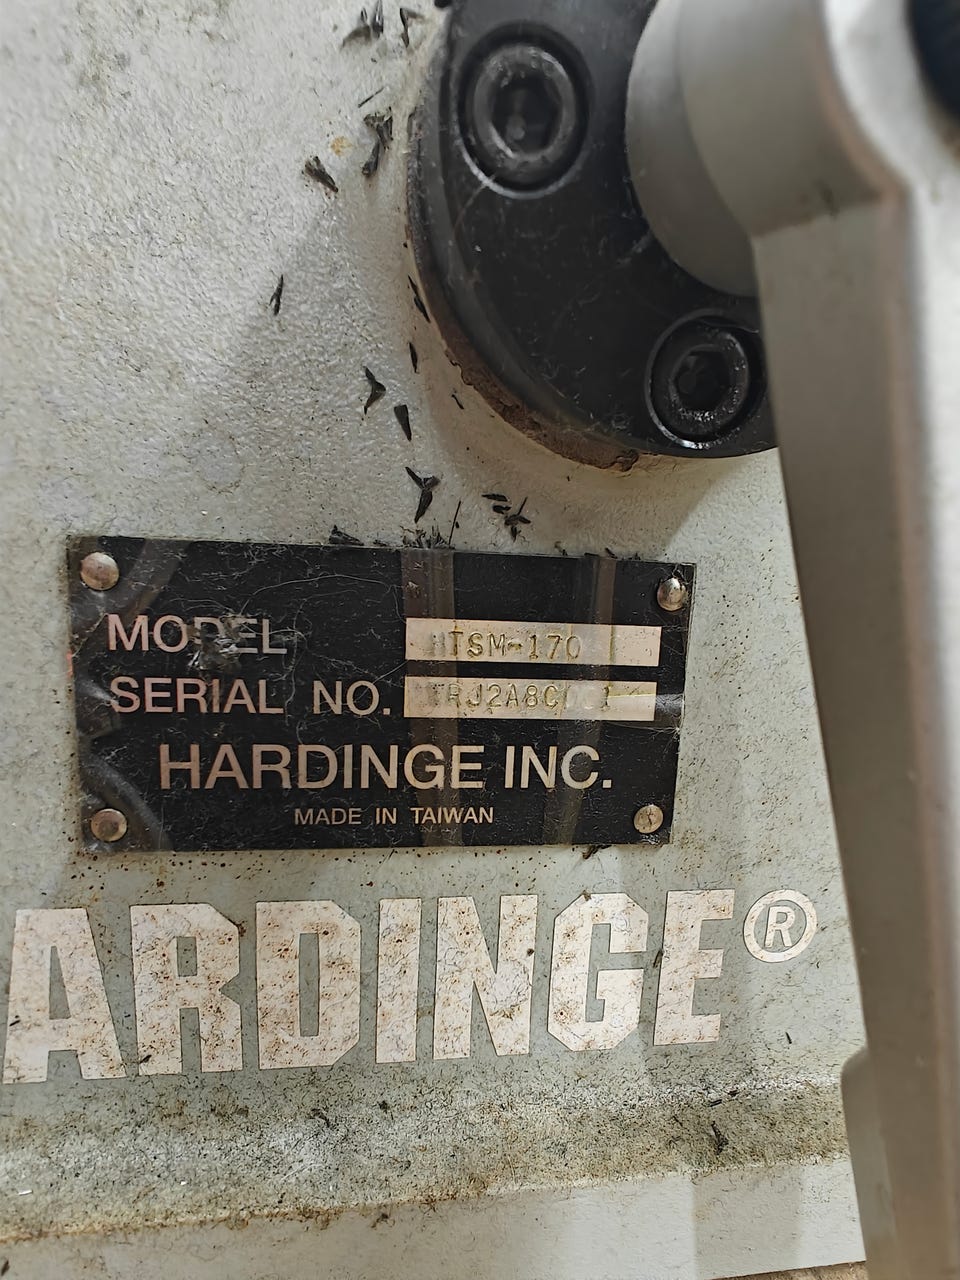 MODEL HTSM-170
SERIAL NO.
HARDINGE INC.
MADE IN TAIWAN
ARDINGE®